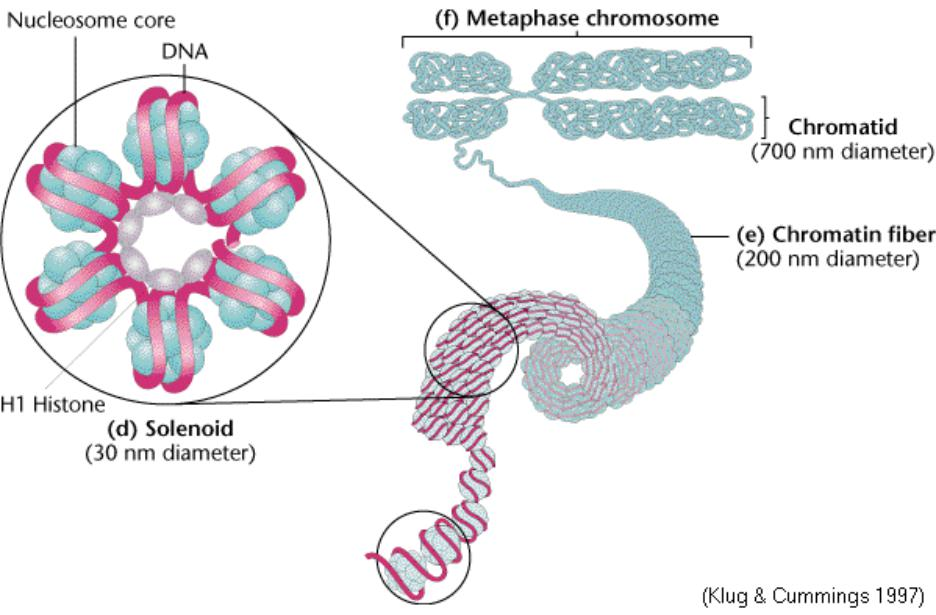 (f) Metaphase chromosome
Nucleosome core
DNA
Chromatid
(700 nm diameter)
(e) Chromatin fiber
(200 nm diameter)
H1 Histone
(d) Solenoid
(30 nm diameter)
(Klug & Cummings 1997)